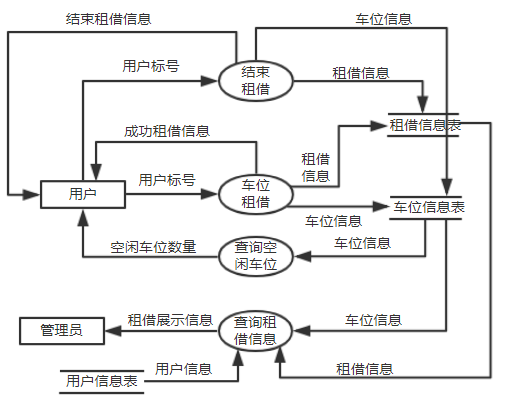 结束租借信息
车位信息
用户标号
结束
租借
租借信息
成功租借信息
租借信息表
租借
信息
用户
用户标号
车位
租借
车位信息表
车位信息
空闲车位数量
查询空
闲车位
车位信息
租借展示信息
查询租
借信息
车位信息
管理员
用户信息
租借信息
用户信息表